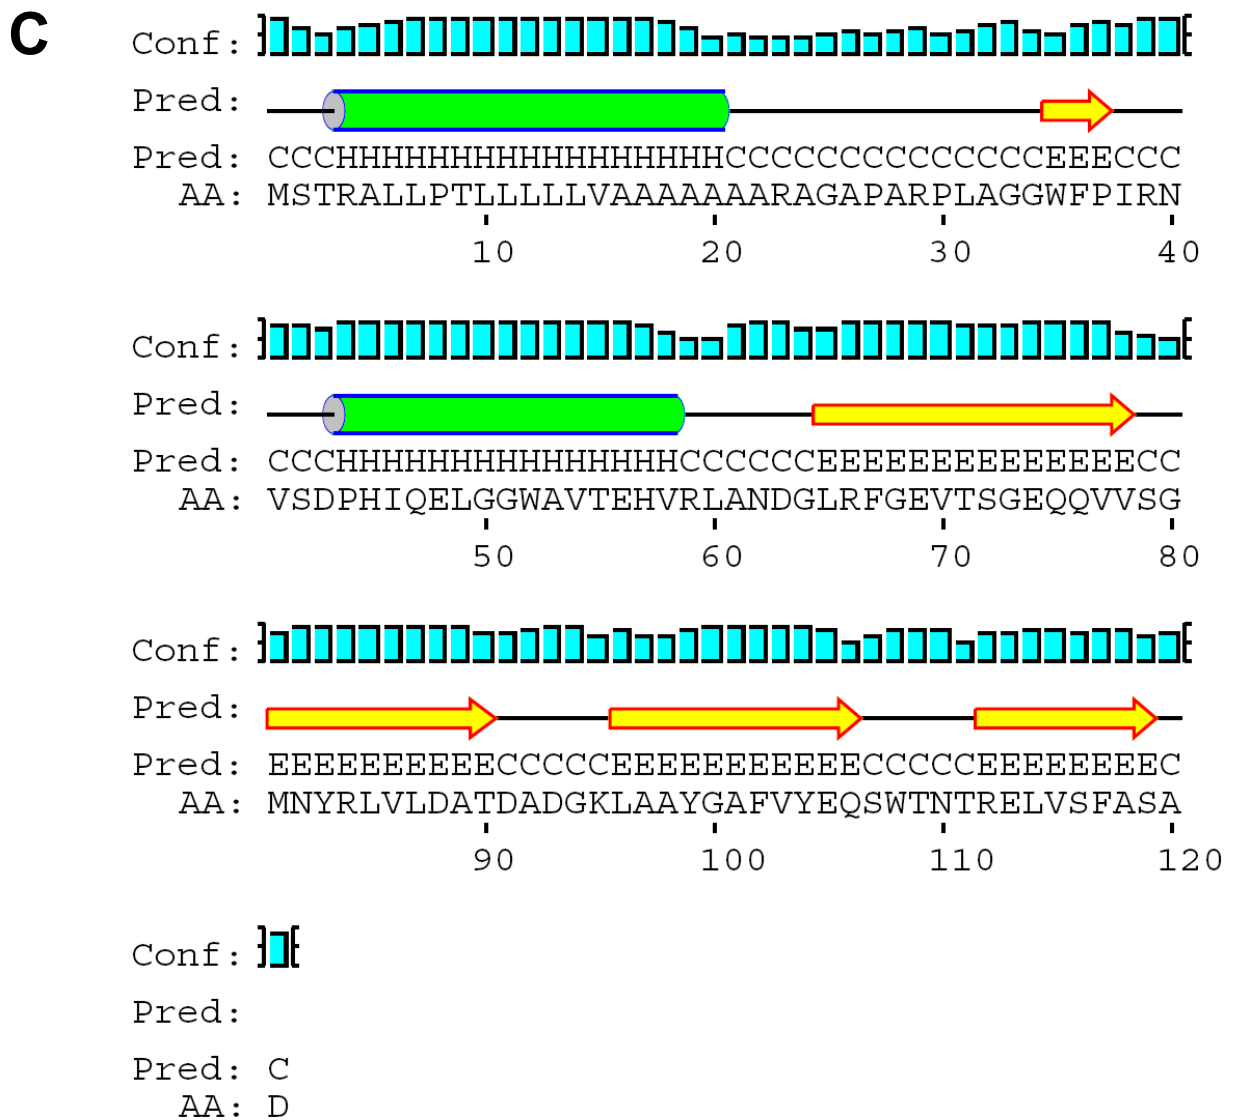 C
Conf:
Pred:
Pred: CCCHHHHHHHHHHHHHHHHHCCCCCCCCCCCCCCEEECCC
AA: MSTRALLPTLLLLLVAAAAAAARAGAPARPLAGGWFPIRN
10 20 30 40
Conf:
Pred:
Pred: CCCHHHHHHHHHHHHHHHCCCCCCEEEEEEEEEEEEEECC
AA: VSDPHIQELGGWAVTEHVRLANDGLRFGEVTSGEQQVVSG
50 60 70 80
Conf:
Pred:
Pred: EEEEEEEEEECCCCCEEEEEEEEEEECCCCCEEEEEEEEC
AA: MNYRLVLDATDADGKLAAYGAFVYEQSWTNTRELVSFASA
90 100 110 120
Conf:
Pred:
Pred: C
AA: D